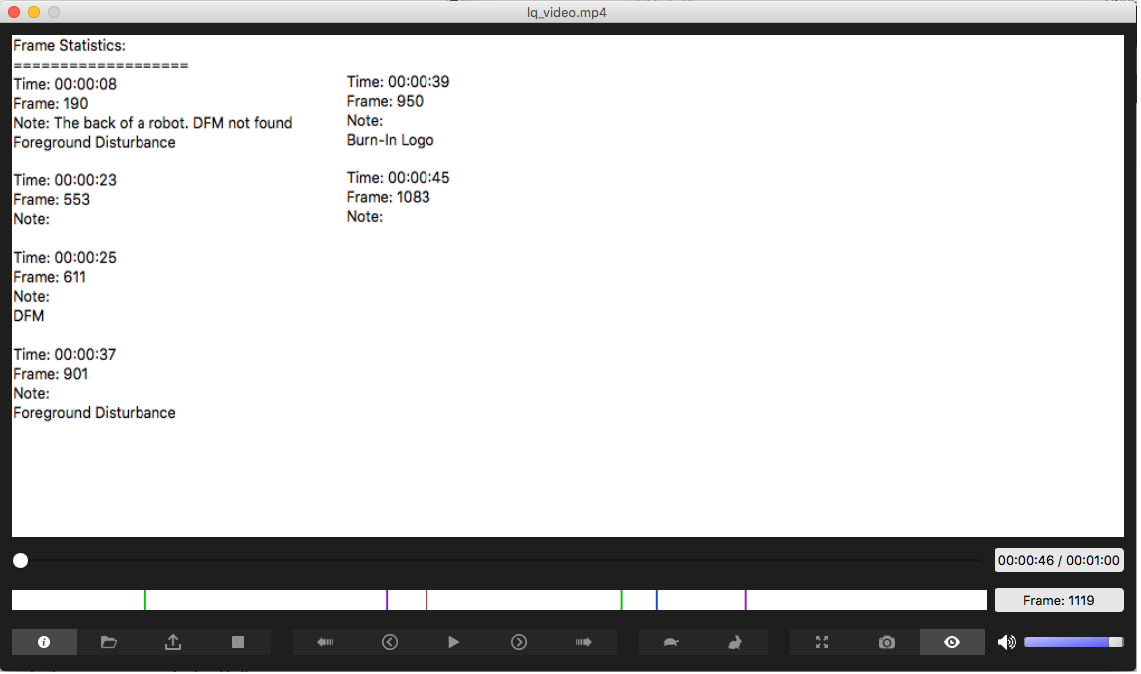 lq_video.mp4
Frame Statistics:
===================
Time: 00:00:08
Frame: 190
Note: The back of a robot. DFM not found
Foreground Disturbance
Time: 00:00:23
Frame: 553
Note:
Time: 00:00:25
Frame: 611
Note:
DFM
Time: 00:00:37
Frame: 901
Note:
Foreground Disturbance
Time: 00:00:39
Frame: 950
Note:
Burn-In Logo
Time: 00:00:45
Frame: 1083
Note:
00:00:46 / 00:01:00
Frame: 1119